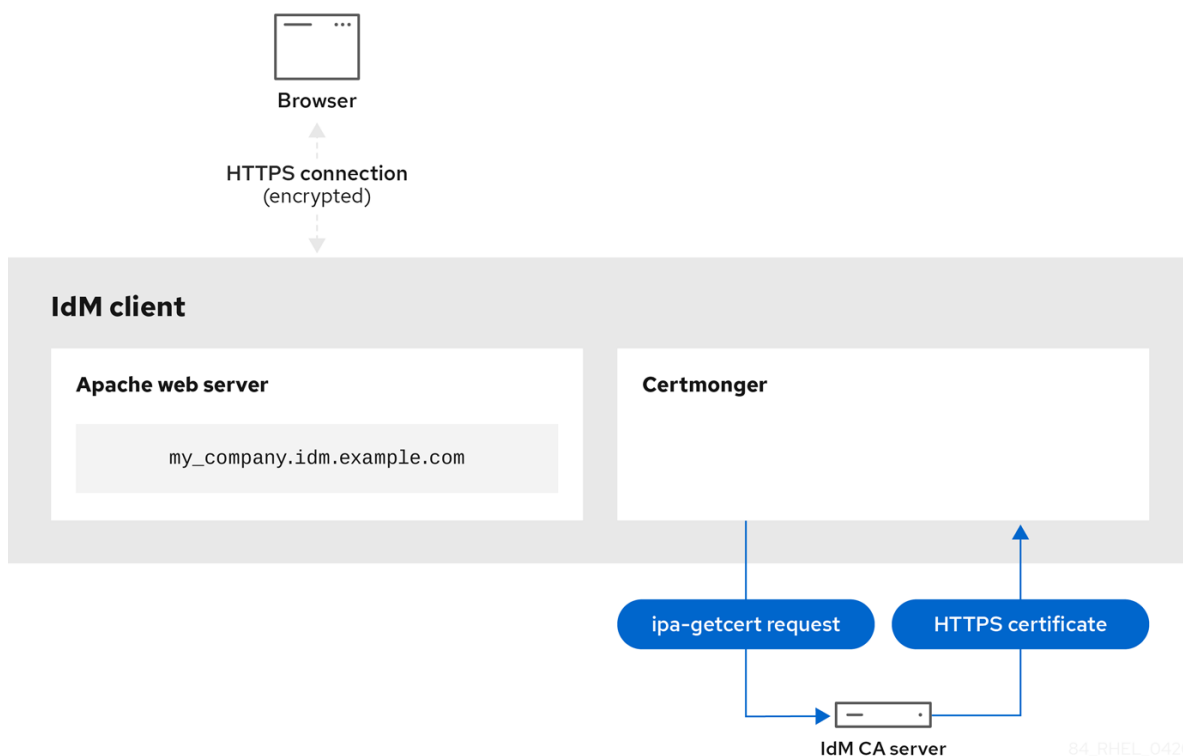 Browser
HTTPS connection
(encrypted)
IdM client
Apache web server
Certmonger
my_company.idm.example.com
ipa-getcert request
HTTPS certificate
IdM CA server
84_RHEL_042